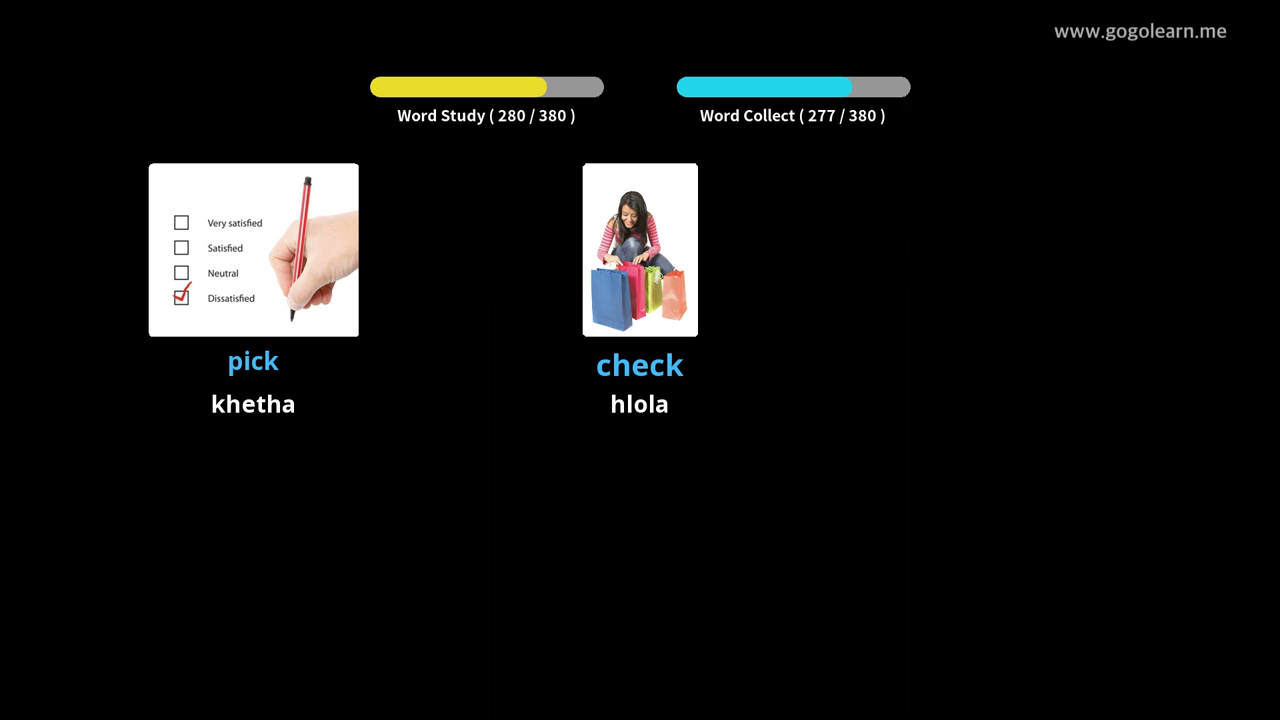 www.gogolearn.me
Word Study ( 280 / 380 )
Word Collect ( 277 / 380 )
Very satisfied
Satisfied
Neutral
Dissatisfied
pick
khetha
check
hlola